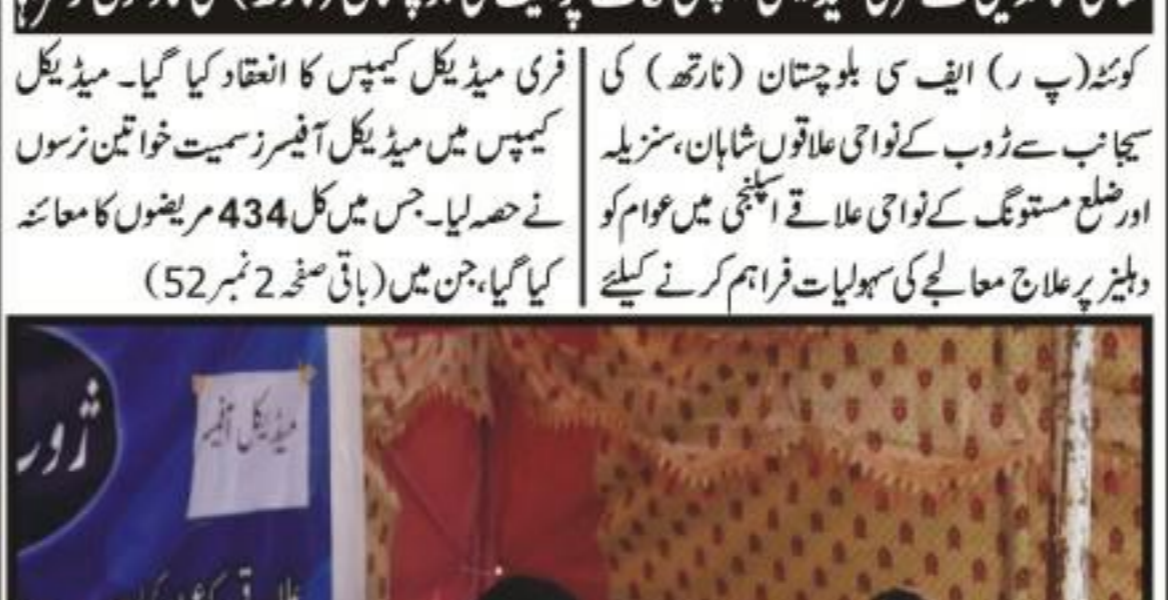 کوئٹہ(پ ر) ایف سی بلوچستان (نارتھ) کی
سیجانب سے ژوب کے نواحی علاقوں شاہان،سنزیلہ
اور ضلع مستونگ کے نواحی علاقے اسپلنجی میں عوام کو
دہلیز پر علاج معالجے کی سہولیات فراہم کرنے کیلئے
فری میڈیکل کیمپس کا انعقاد کیا گیا۔ میڈیکل
کیمپس میں میڈیکل آفیسرز سمیت خواتین نرسوں
نے حصہ لیا۔جس میں کل 434 مریضوں کا معائنہ
کیا گیا،جن میں (باقی صفحہ 2 نمبر 52)
میڈیکل آفیسر